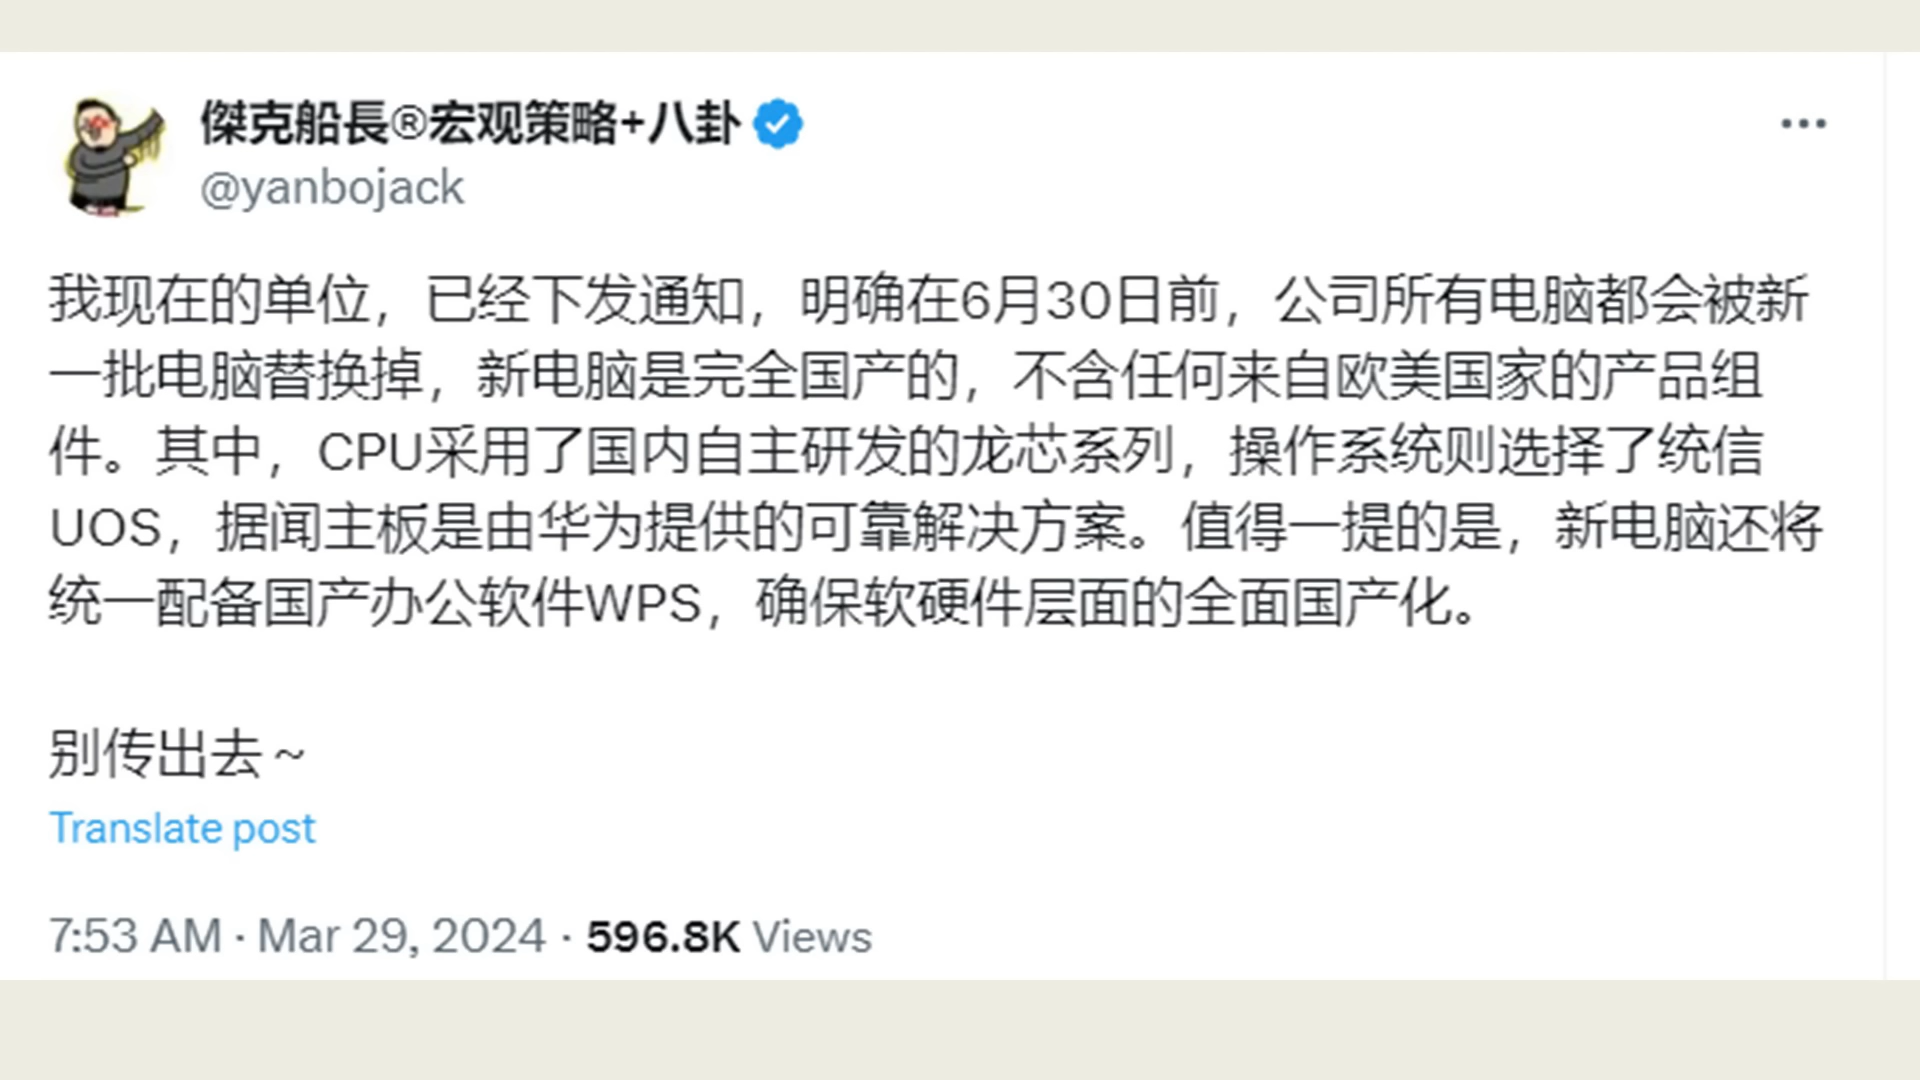 傑克船長®宏观策略+八卦
@yanbojack
我现在的单位，已经下发通知，明确在6月30日前，公司所有电脑都会被新
一批电脑替换掉，新电脑是完全国产的，不含任何来自欧美国家的产品组
件。其中，CPU采用了国内自主研发的龙芯系列，操作系统则选择了统信
UOS，据闻主板是由华为提供的可靠解决方案。值得一提的是，新电脑还将
统一配备国产办公软件WPS，确保软硬件层面的全面国产化。
别传出去～
Translate post
7:53 AM · Mar 29, 2024 · 596.8K Views